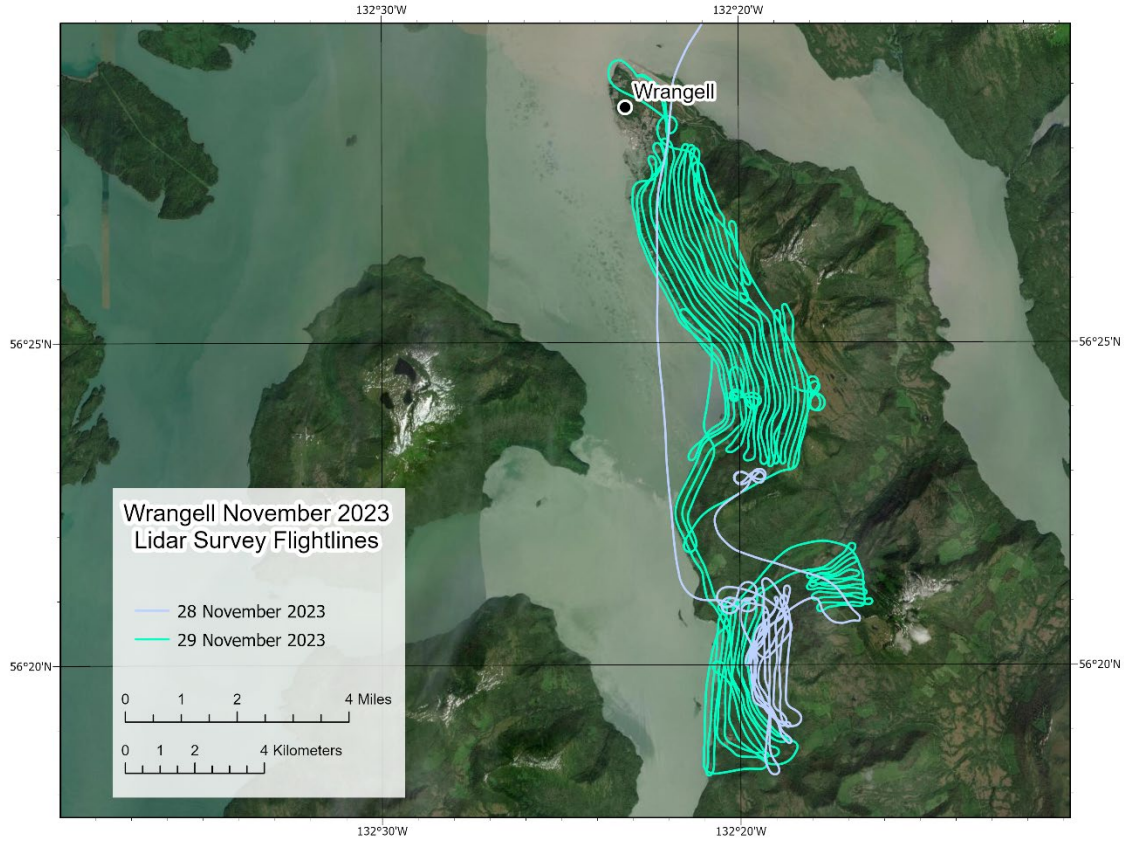 132°30'W 132°20'W
Wrangell
56°25'N 56°25'N
Wrangell November 2023
Lidar Survey Flightlines
28 November 2023
29 November 2023
56°20'N 56°20'N
0 1 2 4 Miles
0 1 2 4 Kilometers
132°30'W 132°20'W